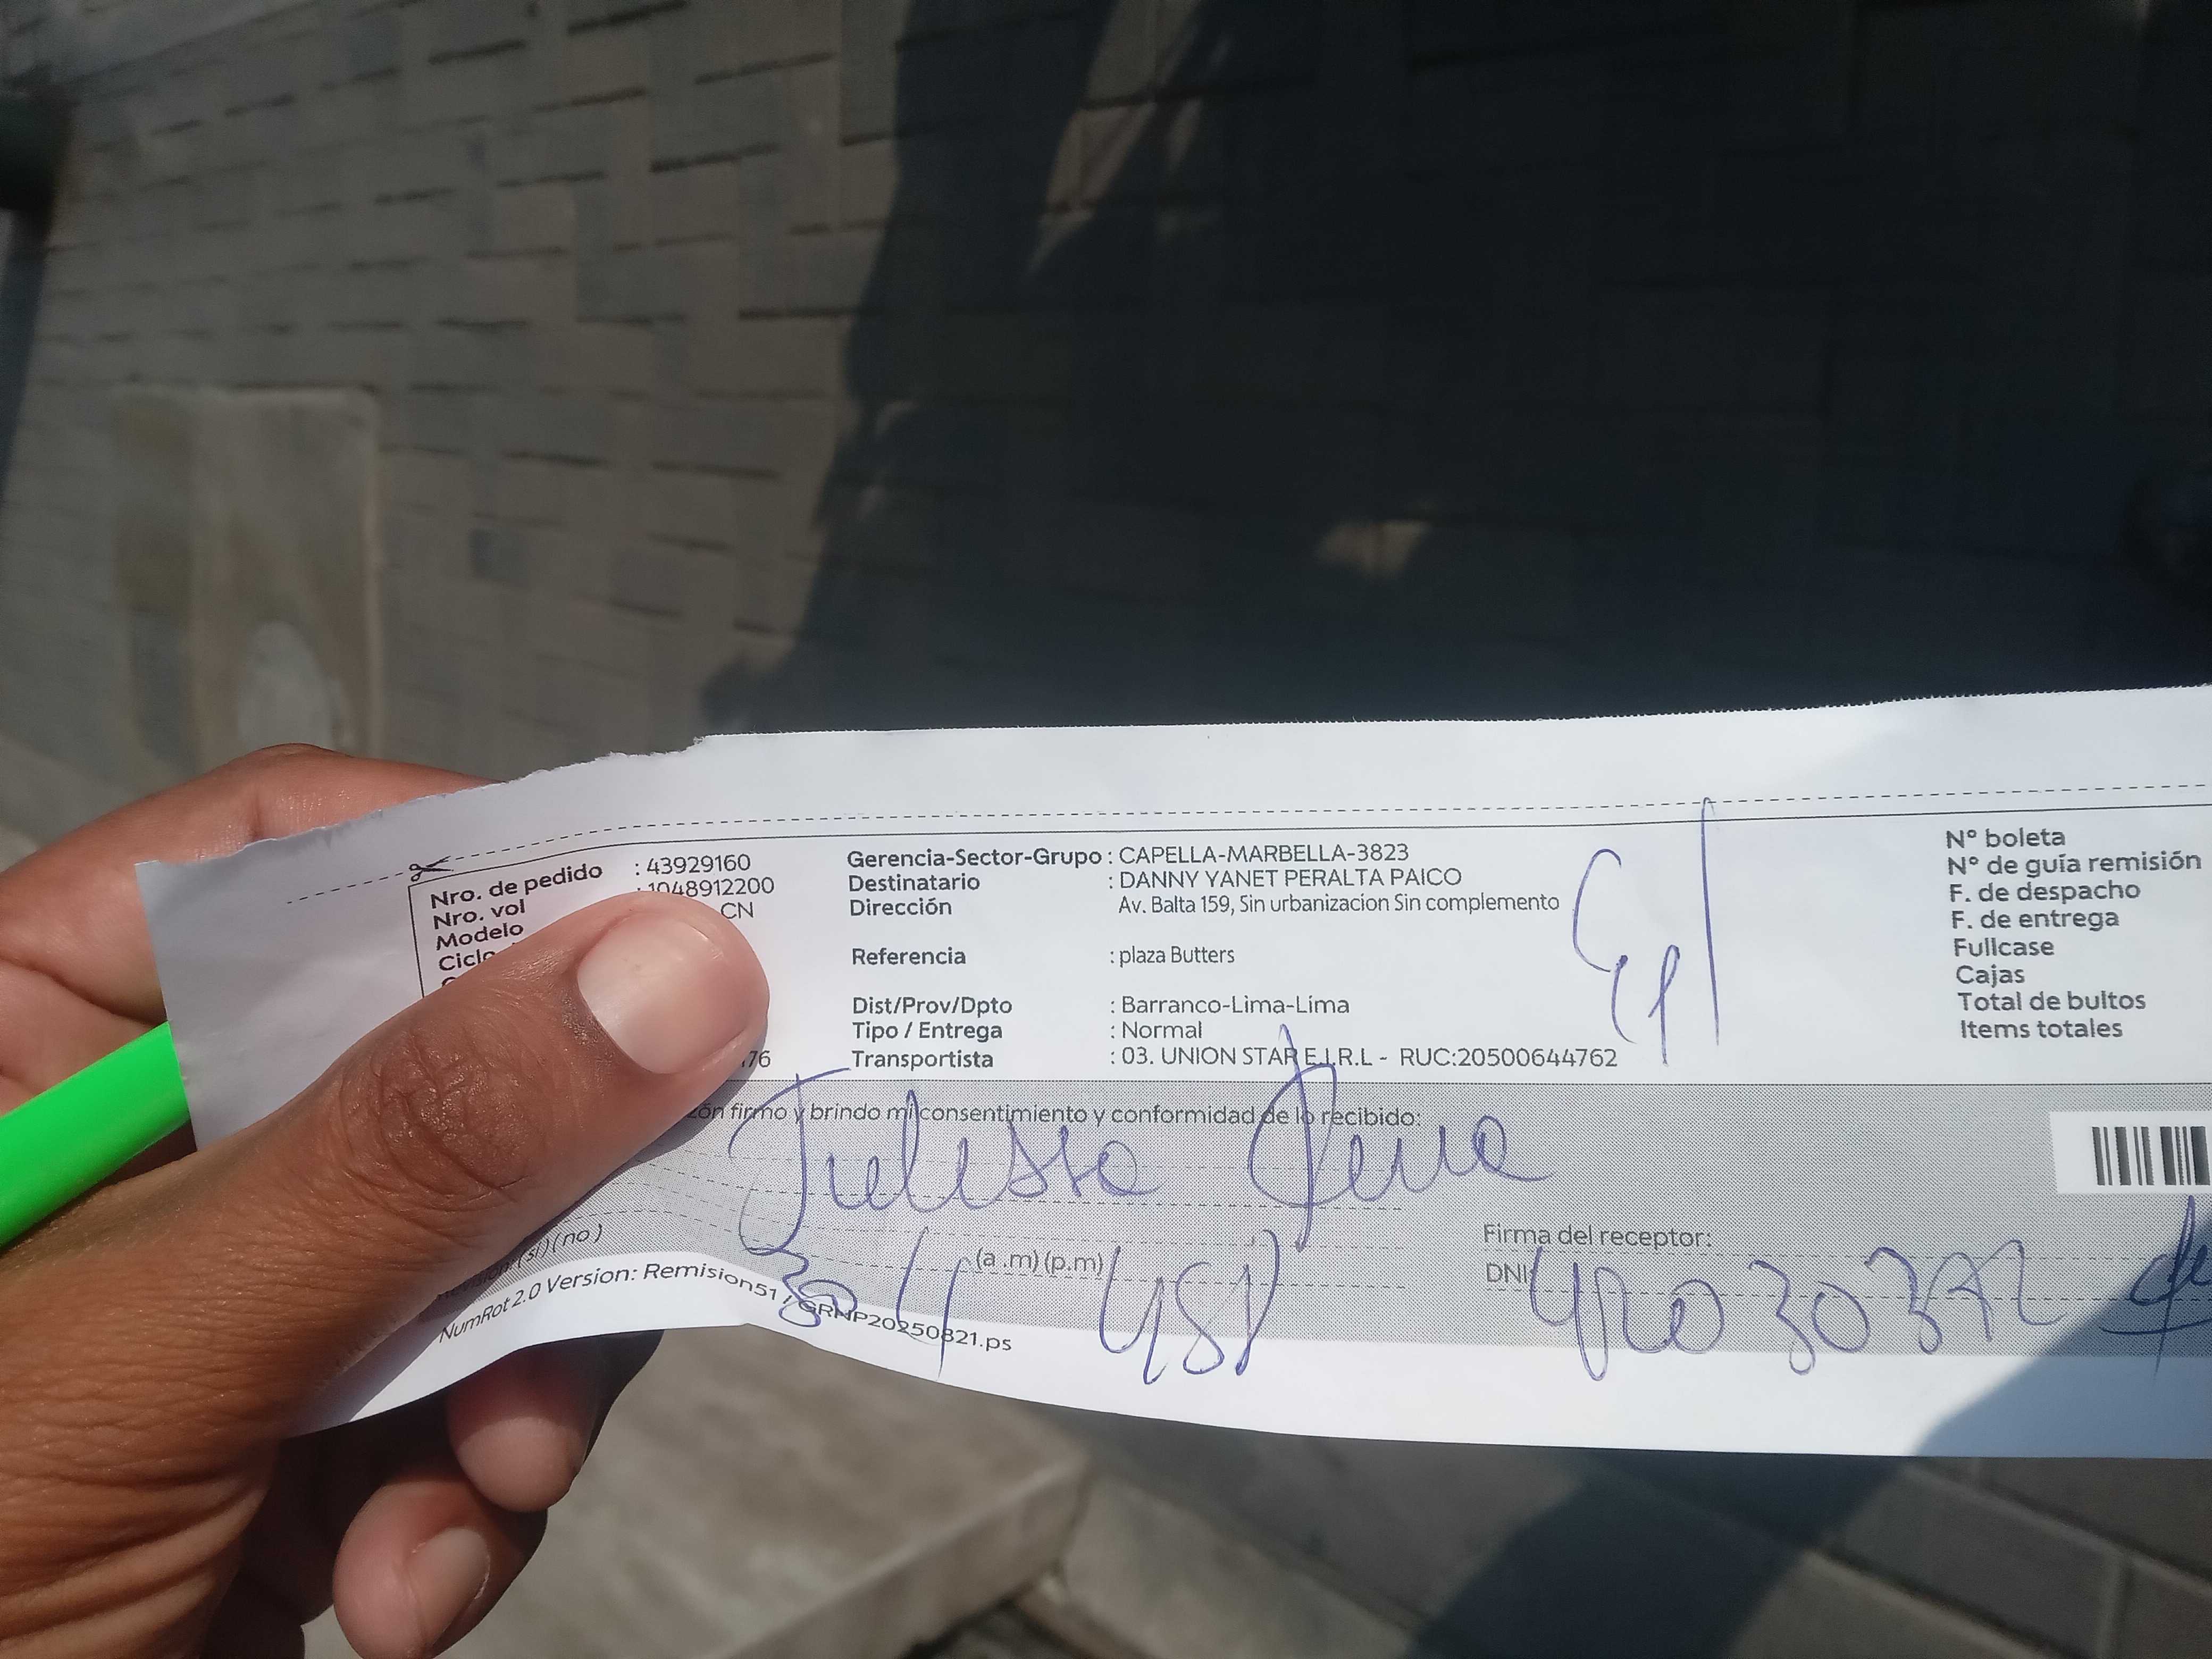 Nro. de pedido : 43929160
Nro. vol : 1048912200
Modelo CN
Gerencia-Sector-Grupo : CAPELLA-MARBELLA-3823
Destinatario : DANNY YANET PERALTA PAICO
Dirección Av. Balta 159, Sin urbanizacion Sin complemento
Referencia : plaza Butters
Dist/Prov/Dpto : Barranco-Lima-Lima
Tipo / Entrega : Normal
Transportista : 03. UNION STAR E.I.R.L - RUC:20500644762
N° boleta
N° de guía remisión
F. de despacho
F. de entrega
Fullcase
Cajas
Total de bultos
Items totales
firmo y brindo mi consentimiento y conformidad de lo recibido:
Julissa
(si) (no)
(a .m) (p.m)
Firma del receptor:
DNI
NumRot 2.0 Version: Remision51 / GRNP20250821.ps